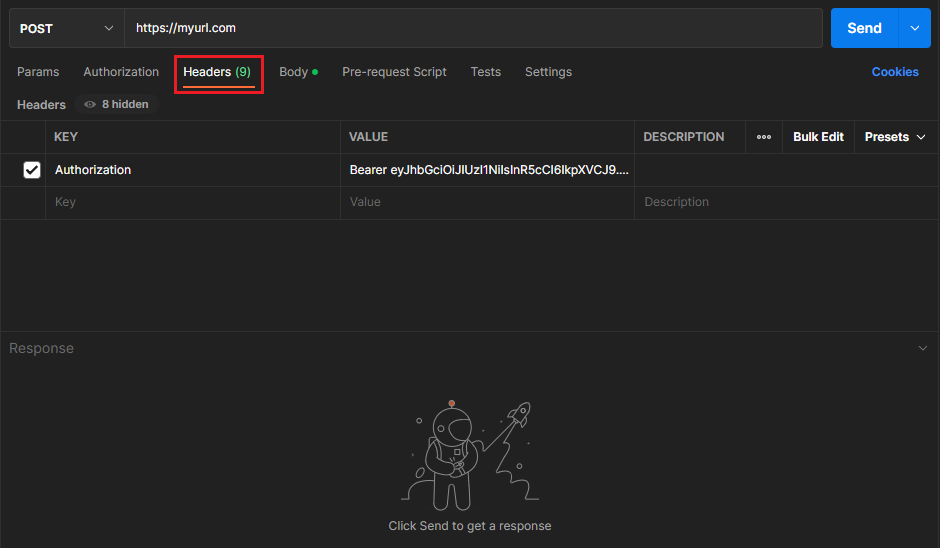 POST https://myurl.com Send
Params Authorization Headers (9) Body Pre-request Script Tests Settings Cookies
Headers 8 hidden
KEY VALUE DESCRIPTION Bulk Edit Presets
Authorization Bearer eyJhbGciOiJIUzI1NiIsInR5cCI6IkpXVCJ9....
Key Value Description
Response
Click Send to get a response